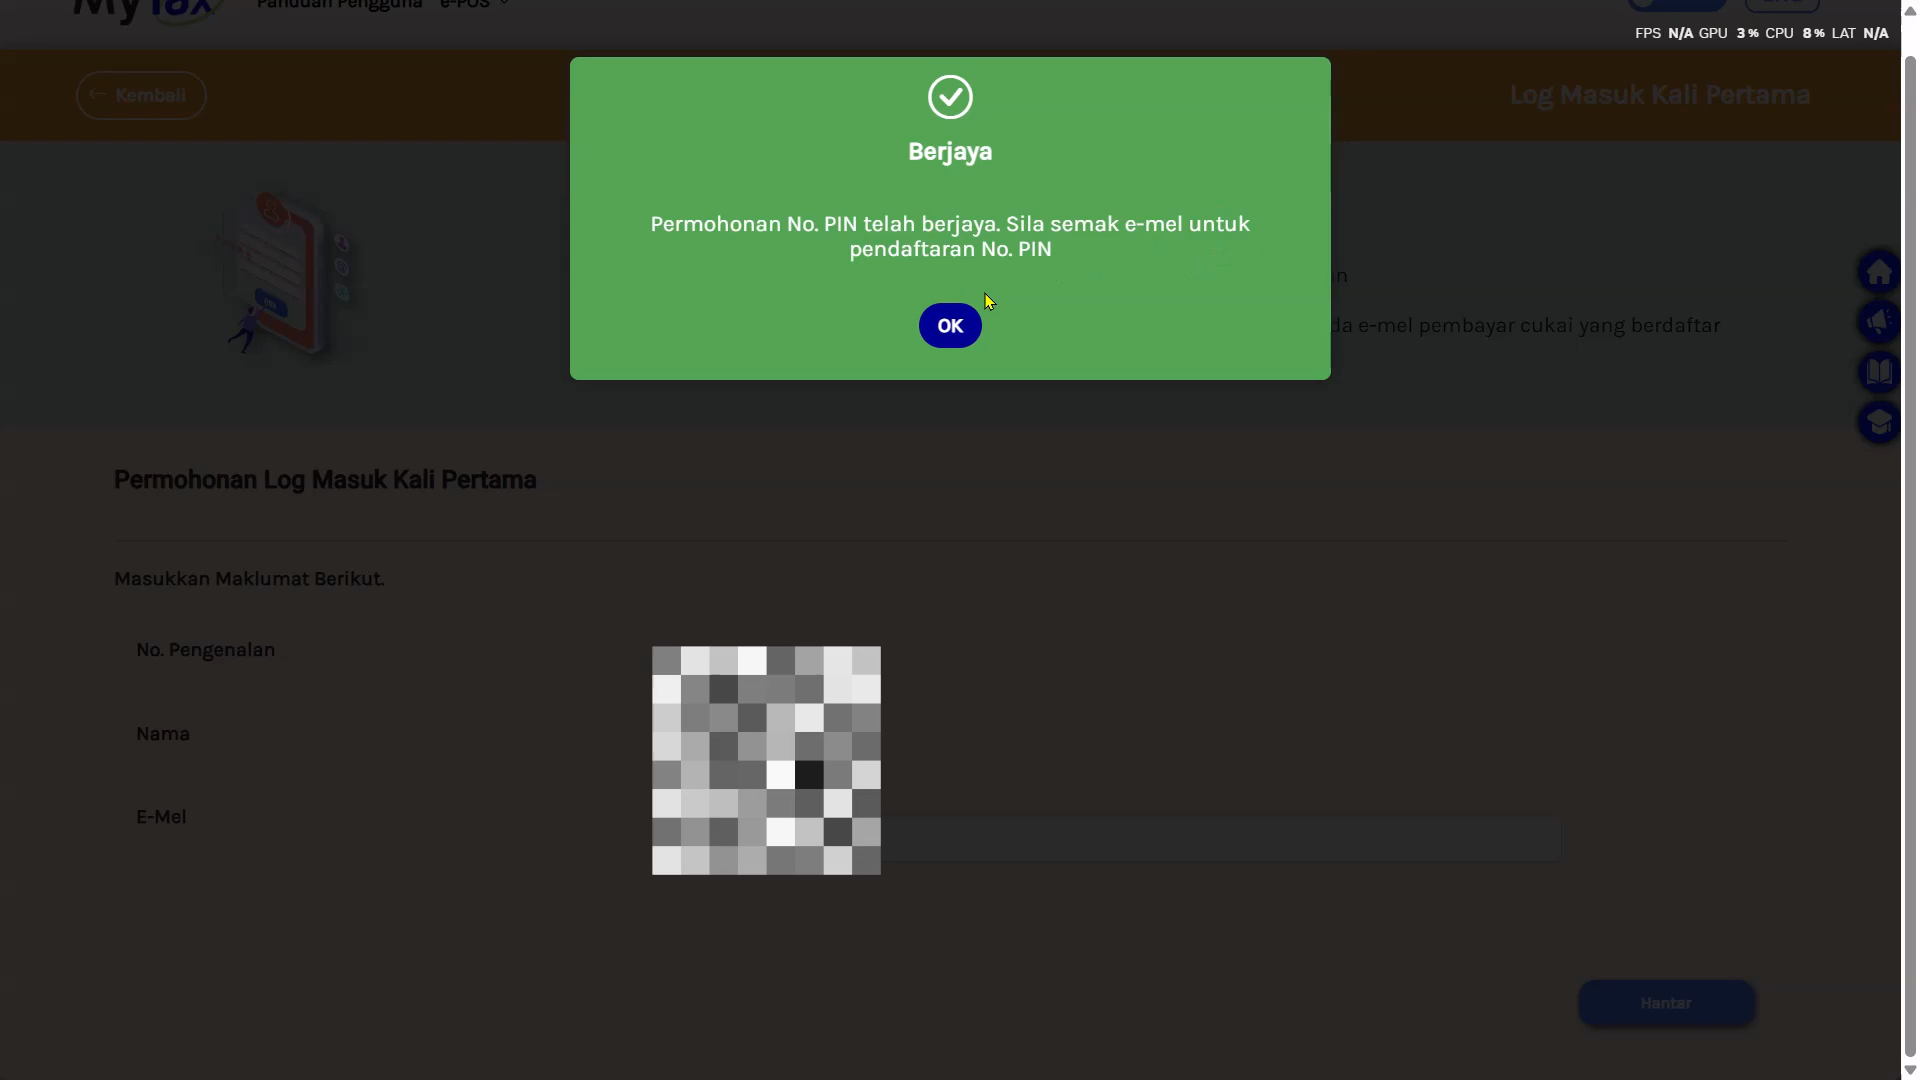 MyTax Panduan Pengguna e-POS
FPS N/A GPU 3% CPU 8% LAT N/A
← Kembali
Log Masuk Kali Pertama
Berjaya
Permohonan No. PIN telah berjaya. Sila semak e-mel untuk
pendaftaran No. PIN
OK
da e-mel pembayar cukai yang berdaftar
Permohonan Log Masuk Kali Pertama
Masukkan Maklumat Berikut.
No. Pengenalan
Nama
E-Mel
Hantar